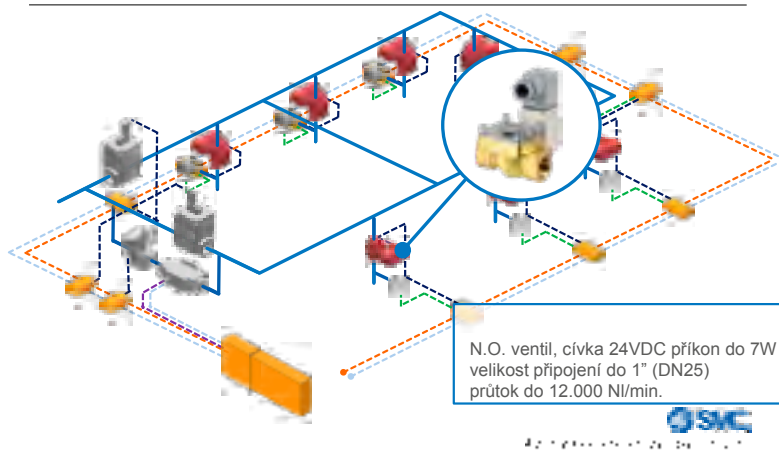 N.O. ventil, cívka 24VDC příkon do 7W
velikost připojení do 1” (DN25)
průtok do 12.000 Nl/min.
SMC